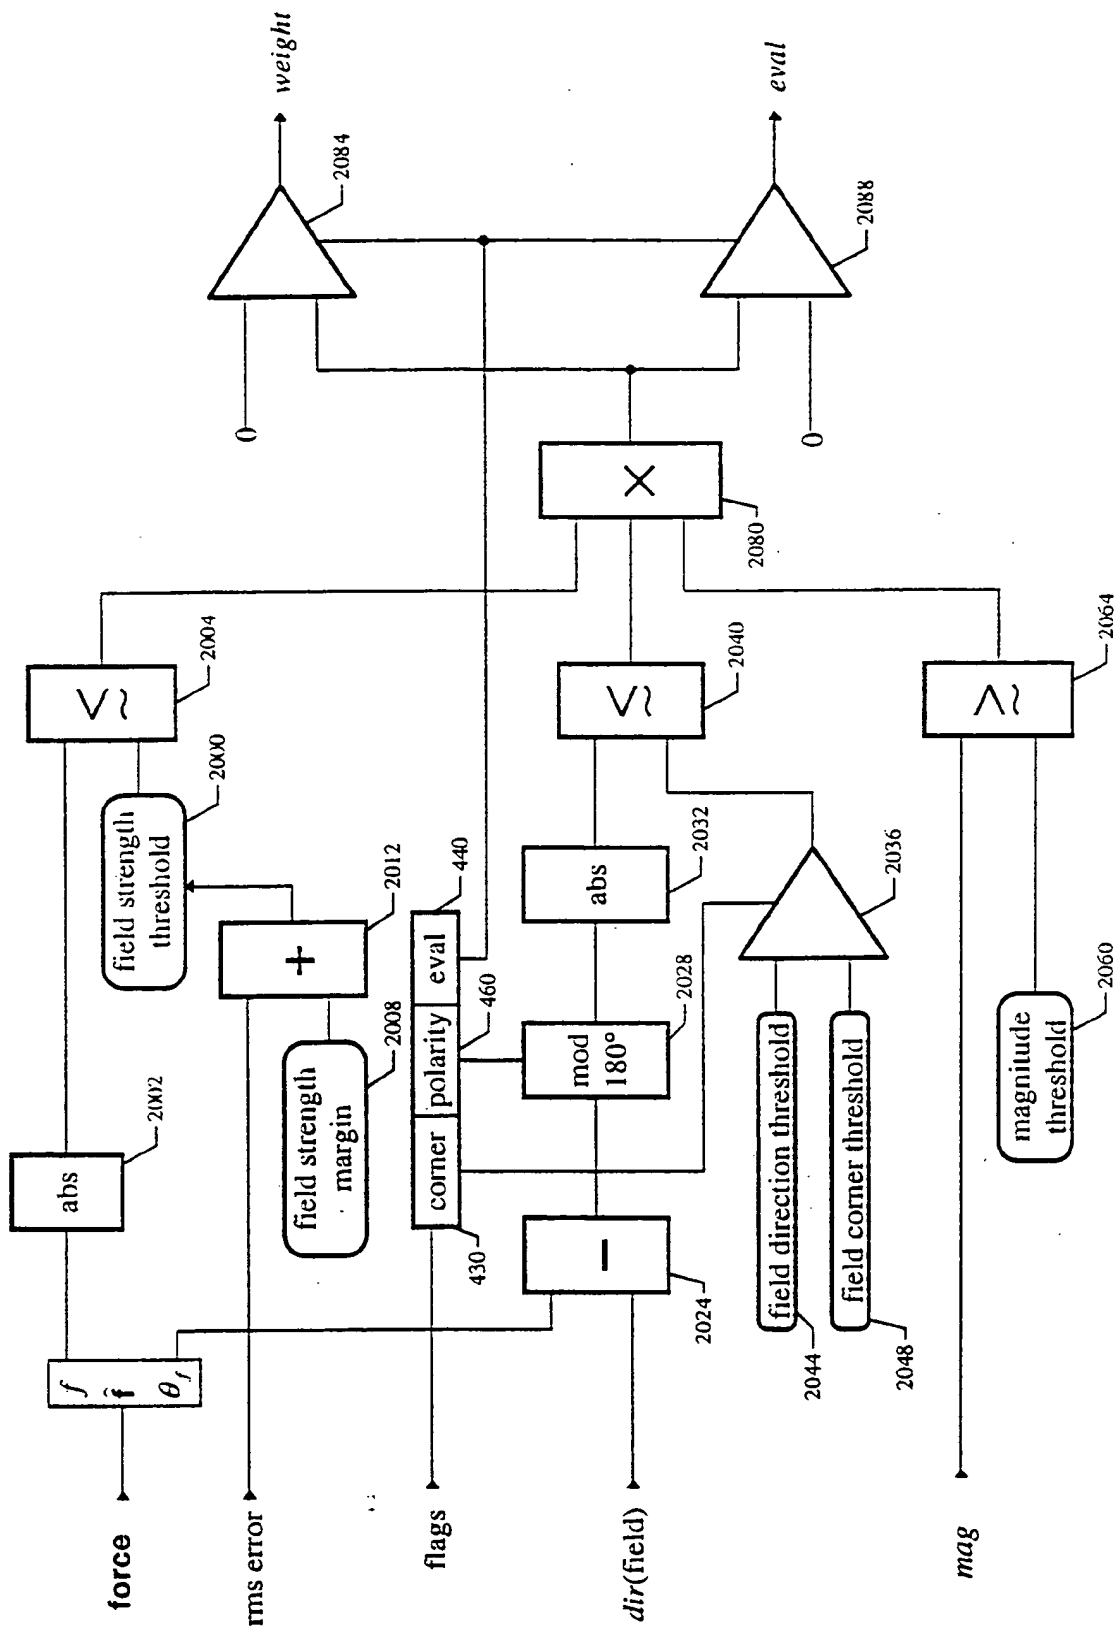 force
f
f̂
θf
abs
2002
field strength
threshold
2000
≲
2004
rms error
field strength
margin
2008
+
2012
0
weight
2084
flags
430
corner
polarity
eval
440
460
dir(field)
−
2024
mod
180°
2028
abs
2032
≲
2040
×
2080
field direction threshold
2044
field corner threshold
2048
2036
0
eval
2088
mag
magnitude
threshold
2060
≳
2064